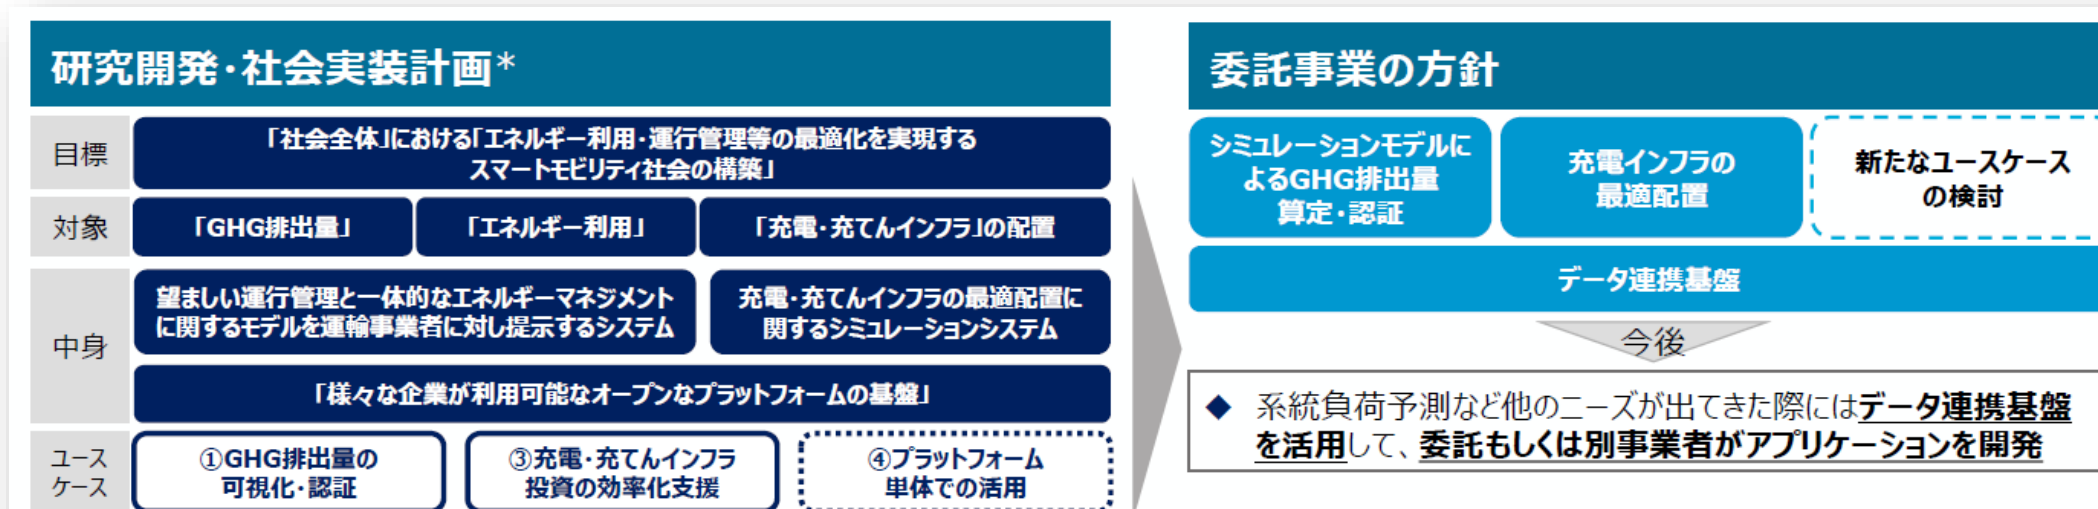 研究開発・社会実装計画*
目標
「社会全体」における「エネルギー利用・運行管理等の最適化を実現する
スマートモビリティ社会の構築」
対象
「GHG排出量」
「エネルギー利用」
「充電・充てんインフラ」の配置
中身
望ましい運行管理と一体的なエネルギーマネジメント
に関するモデルを運輸事業者に対し提示するシステム
充電・充てんインフラの最適配置に
関するシミュレーションシステム
「様々な企業が利用可能なオープンなプラットフォームの基盤」
ユース
ケース
①GHG排出量の
可視化・認証
③充電・充てんインフラ
投資の効率化支援
④プラットフォーム
単体での活用
委託事業の方針
シミュレーションモデルに
よるGHG排出量
算定・認証
充電インフラの
最適配置
新たなユースケース
の検討
データ連携基盤
今後
◆ 系統負荷予測など他のニーズが出てきた際にはデータ連携基盤
を活用して、委託もしくは別事業者がアプリケーションを開発